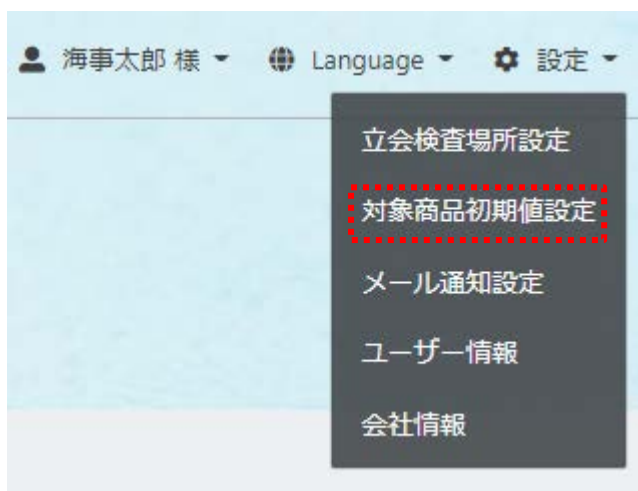 海事太郎 様 Language 設定
立会検査場所設定
対象商品初期値設定
メール通知設定
ユーザー情報
会社情報